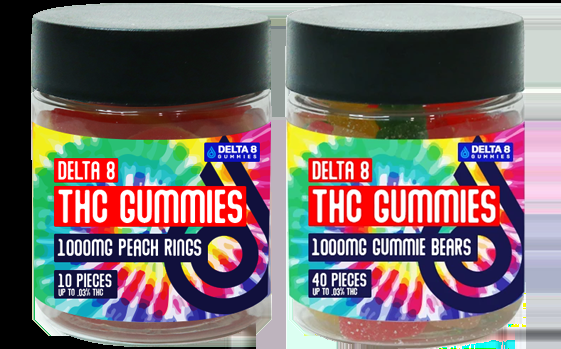 DELTA 8
GUMMIES
DELTA 8
THC GUMMIES
1000MG PEACH RINGS
10 PIECES
UP TO .03% THC
DELTA 8
GUMMIES
DELTA 8
THC GUMMIES
1000MG GUMMIE BEARS
40 PIECES
UP TO .03% THC